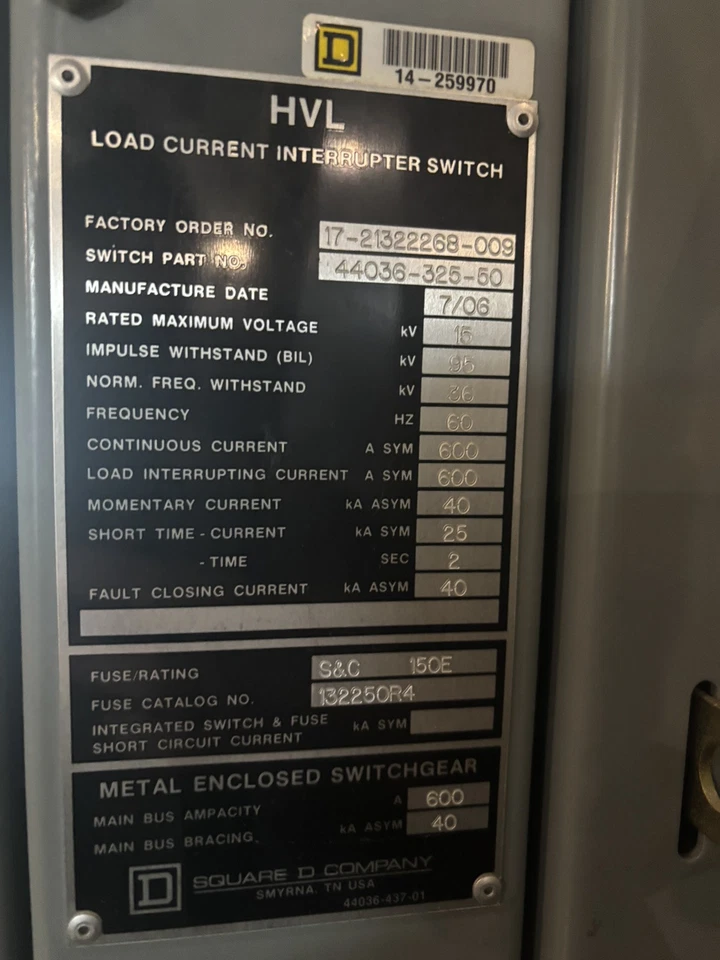 D
14-259970
HVL
LOAD CURRENT INTERRUPTER SWITCH
FACTORY ORDER NO. 17-21322268-009
SWITCH PART NO. 44036-325-50
MANUFACTURE DATE 7/06
RATED MAXIMUM VOLTAGE kV 15
IMPULSE WITHSTAND (BIL) kV 95
NORM. FREQ. WITHSTAND kV 36
FREQUENCY HZ 60
CONTINUOUS CURRENT A SYM 600
LOAD INTERRUPTING CURRENT A SYM 600
MOMENTARY CURRENT kA ASYM 40
SHORT TIME - CURRENT kA SYM 25
- TIME SEC 2
FAULT CLOSING CURRENT kA ASYM 40
FUSE/RATING S&C 150E
FUSE CATALOG NO. 132250R4
INTEGRATED SWITCH & FUSE kA SYM
SHORT CIRCUIT CURRENT
METAL ENCLOSED SWITCHGEAR
MAIN BUS AMPACITY A 600
MAIN BUS BRACING. kA ASYM 40
D SQUARE D COMPANY
SMYRNA. TN USA
44036-437-01